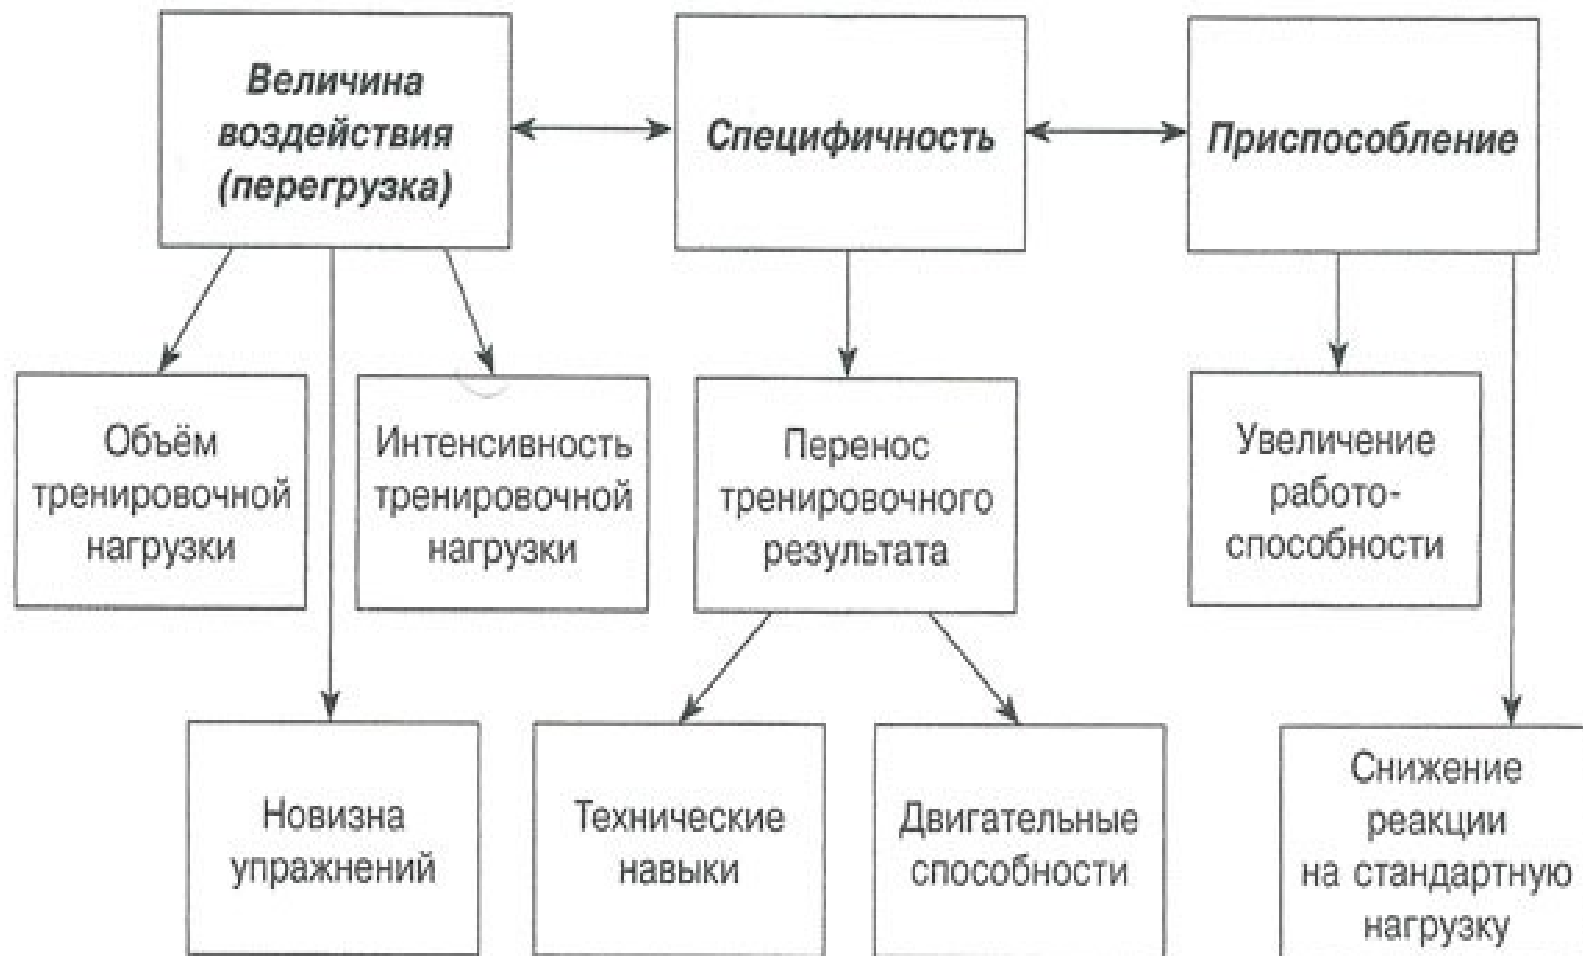 Величина
воздействия
(перегрузка)
Специфичность
Приспособление
Объём
тренировочной
нагрузки
Интенсивность
тренировочной
нагрузки
Перенос
тренировочного
результата
Увеличение
работо-
способности
Новизна
упражнений
Технические
навыки
Двигательные
способности
Снижение
реакции
на стандартную
нагрузку